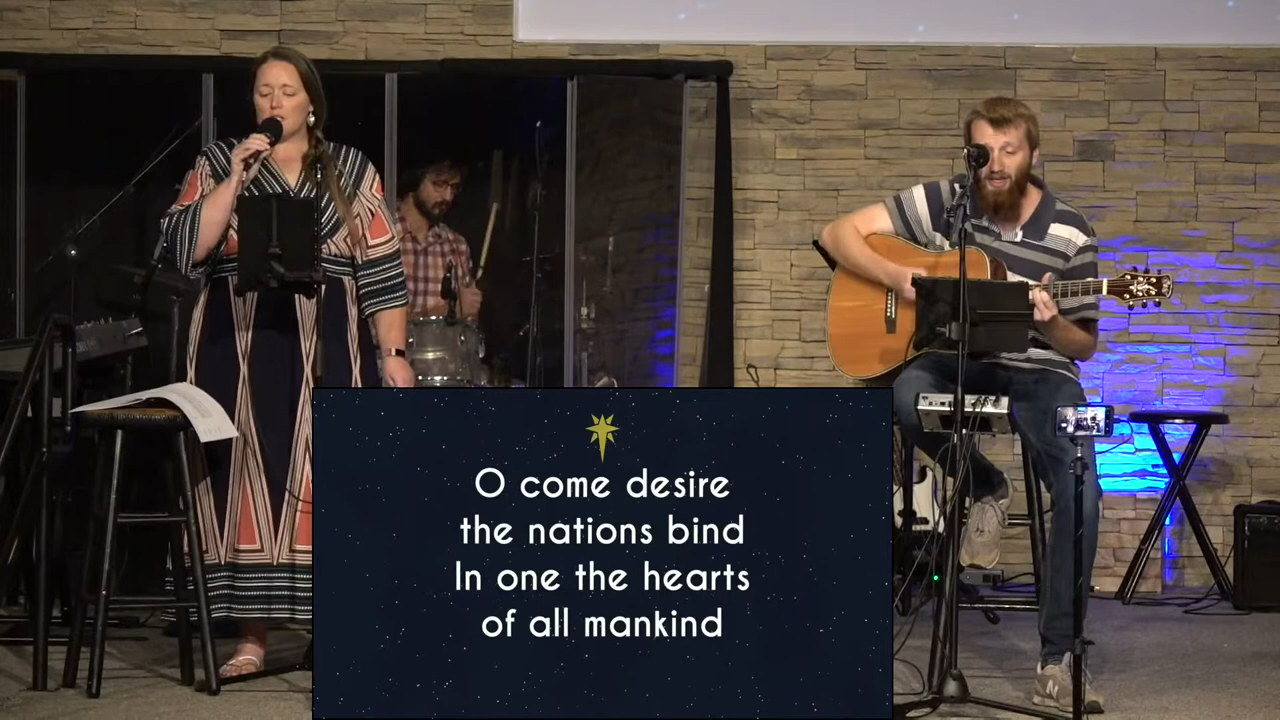 O come desire
the nations bind
In one the hearts
of all mankind